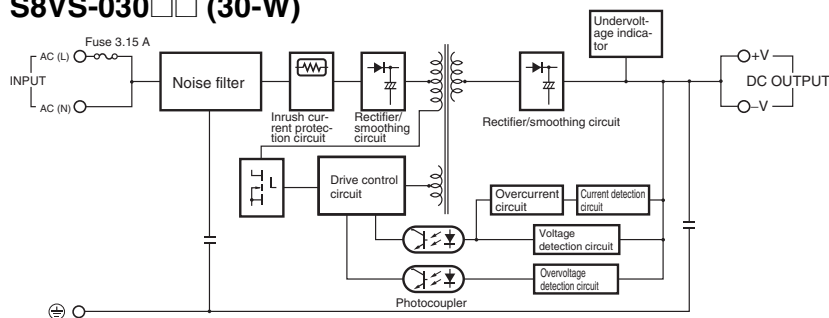 S8VS-030□□ (30-W)
Fuse 3.15 A
AC (L)
INPUT
AC (N)
Noise filter
Inrush cur-
rent protec-
tion circuit
Rectifier/
smoothing
circuit
Rectifier/smoothing circuit
Undervolt-
age indica-
tor
+V
DC OUTPUT
–V
Drive control
circuit
Overcurrent
circuit
Current detection
circuit
Voltage
detection circuit
Overvoltage
detection circuit
Photocoupler